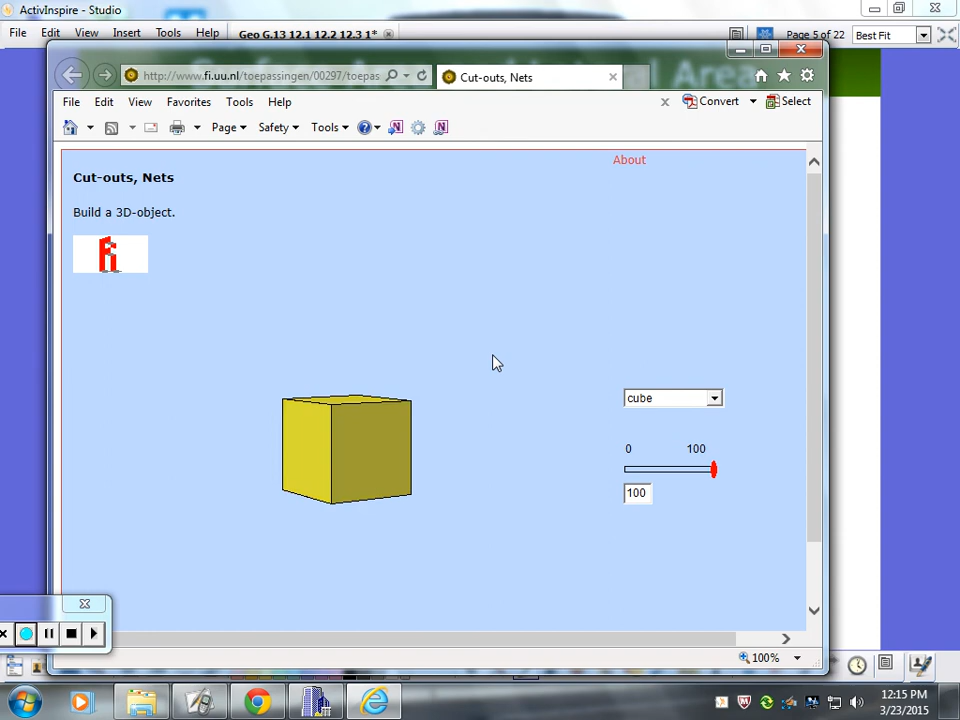 ActivInspire - Studio
File Edit View Insert Tools Help Geo G.13 12.1 12.2 12.3 1* Page 5 of 22 Best Fit
http://www.fi.uu.nl/toepassingen/00297/toepas Cut-outs, Nets
File Edit View Favorites Tools Help Convert Select
Page Safety Tools
About
Cut-outs, Nets
Build a 3D-object.
fi
cube
0 100
100
100%
12:15 PM
3/23/2015